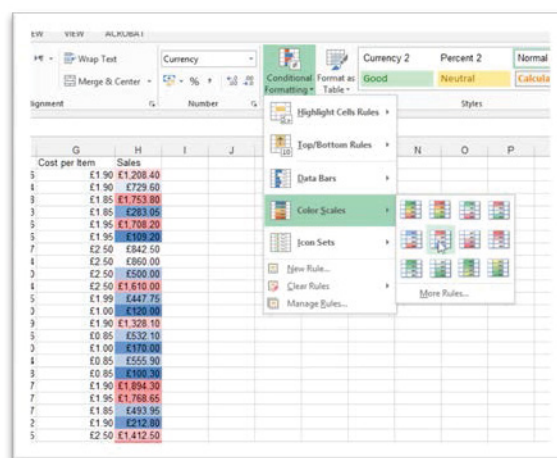 EW VIEW ACROBAT
Wrap Text Currency Conditional Format as Currency 2 Percent 2 Normal
Merge & Center % Formatting Table Good Neutral Calcula
lignment Number Styles
Highlight Cells Rules
Top/Bottom Rules
Data Bars
Color Scales
Icon Sets
New Rule...
Clear Rules
Manage Rules...
More Rules...
G H I J N O P
Cost per Item Sales
£1.90 £1,208.40
£1.90 £729.60
£1.85 £1,753.80
£1.85 £283.05
£1.95 £1,708.20
£1.95 £109.20
£2.50 £842.50
£2.50 £860.00
£2.50 £500.00
£2.50 £1,610.00
£1.99 £447.75
£1.00 £120.00
£1.90 £1,328.10
£0.85 £532.10
£1.00 £170.00
£0.85 £555.90
£0.85 £100.30
£1.90 £1,894.30
£1.95 £1,768.65
£1.85 £493.95
£1.90 £212.80
£2.50 £1,412.50